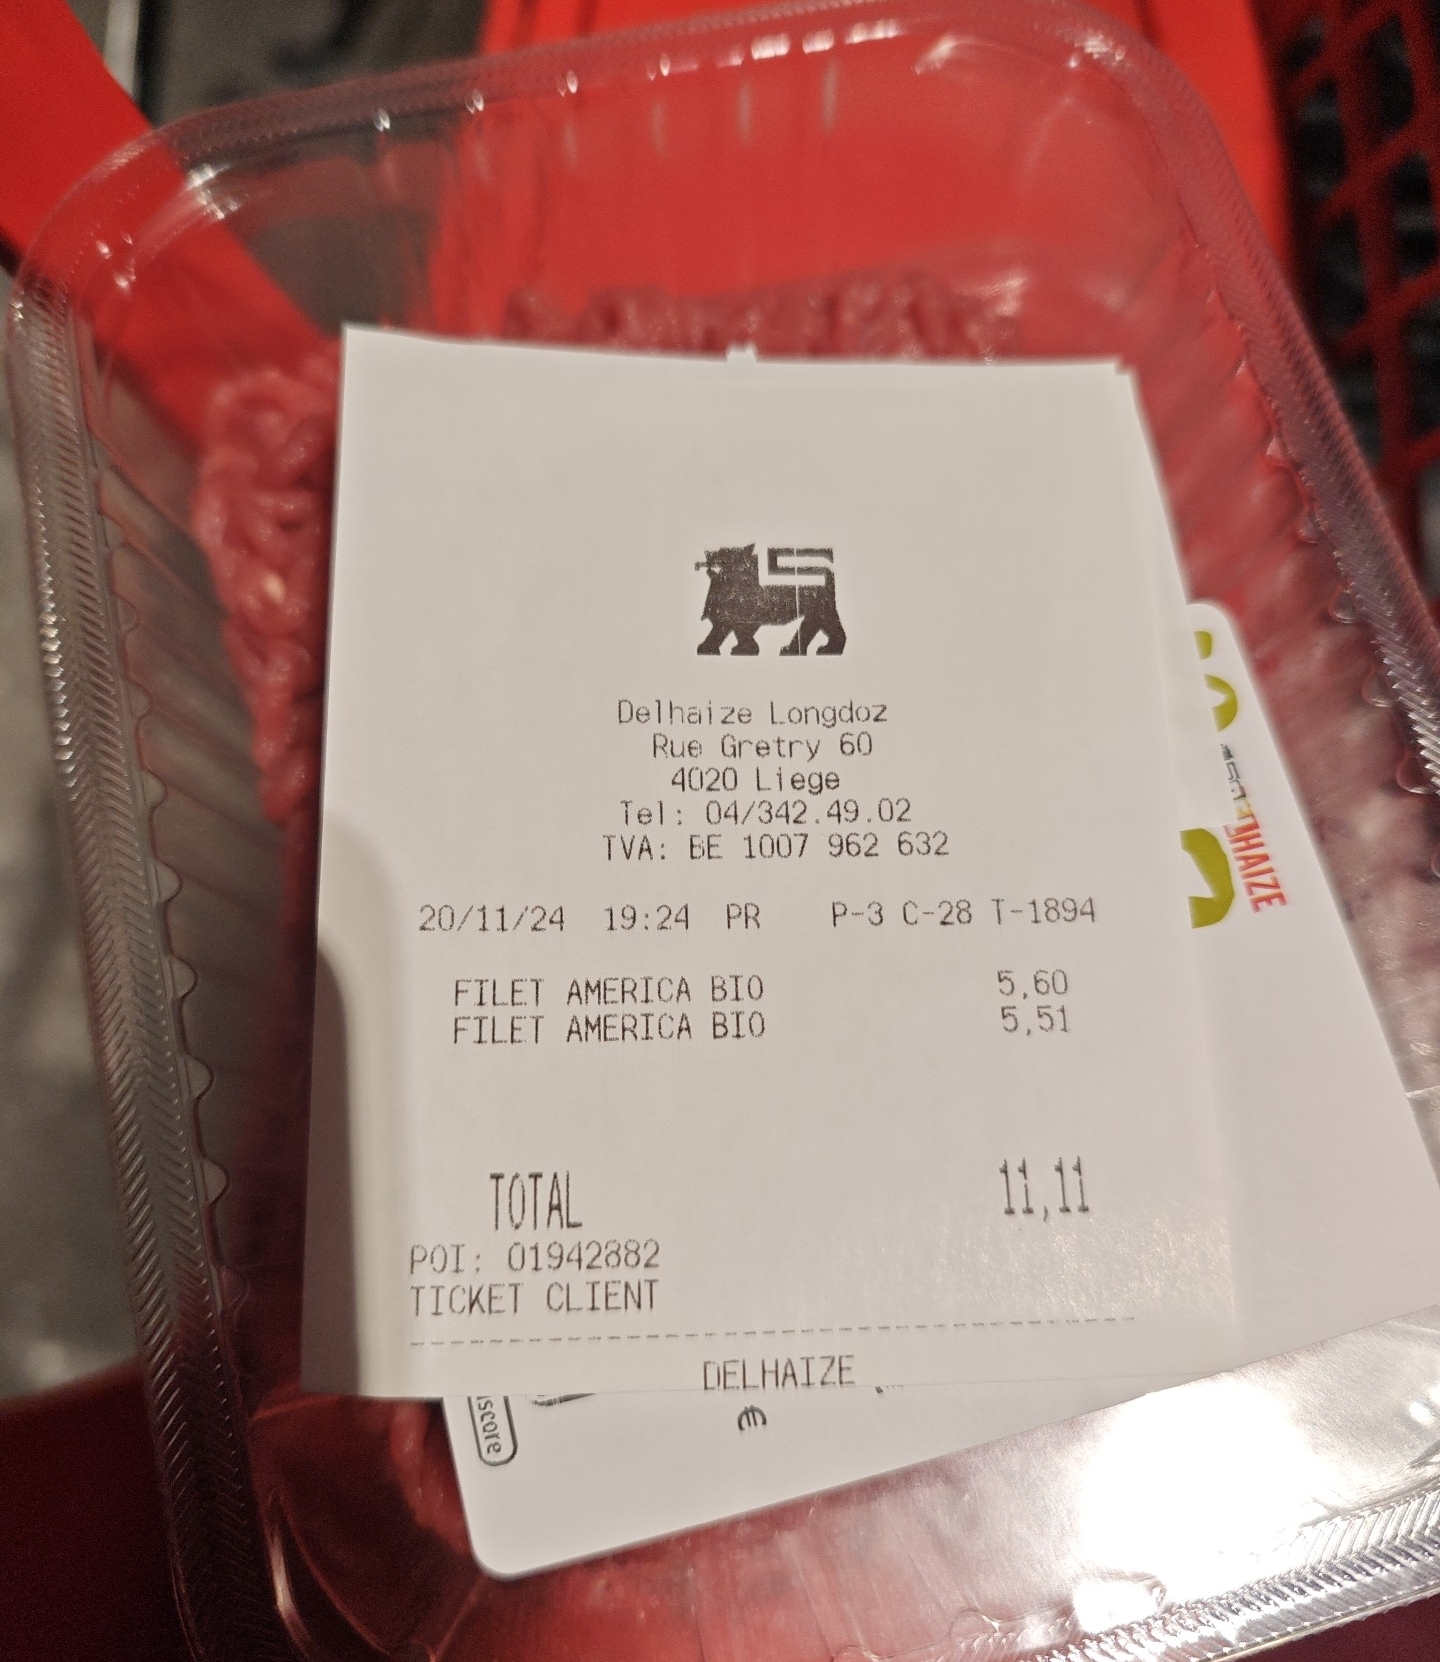 Delhaize Longdoz
Rue Gretry 60
4020 Liege
Tel: 04/342.49.02
TVA: BE 1007 962 632
20/11/24 19:24 PR P-3 C-28 T-1894
FILET AMERICA BIO 5,60
FILET AMERICA BIO 5,51
TOTAL 11,11
POI: 01942882
TICKET CLIENT
DELHAIZE
€
score
HAIZE